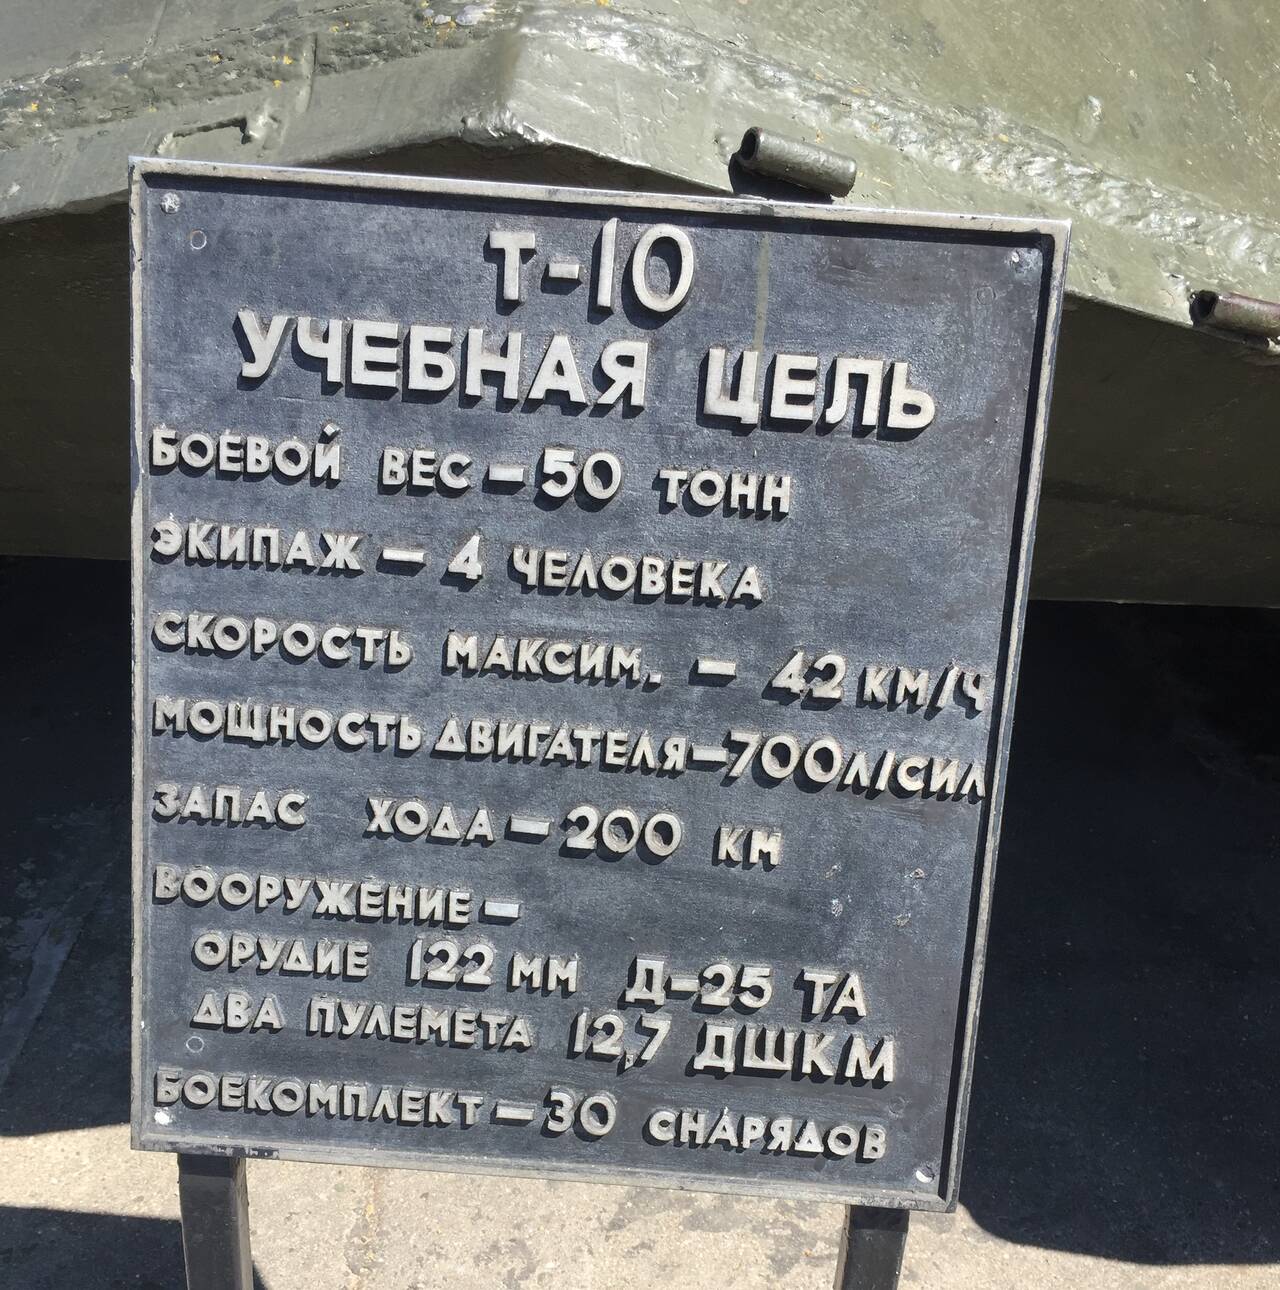 Т-10
УЧЕБНАЯ ЦЕЛЬ
БОЕВОЙ ВЕС – 50 ТОНН
ЭКИПАЖ – 4 ЧЕЛОВЕКА
СКОРОСТЬ МАКСИМ. – 42 КМ/Ч
МОЩНОСТЬ ДВИГАТЕЛЯ – 700 Л/СИЛ
ЗАПАС ХОДА – 200 КМ
ВООРУЖЕНИЕ –
ОРУДИЕ 122 ММ Д-25 ТА
ДВА ПУЛЕМЕТА 12,7 ДШКМ
БОЕКОМПЛЕКТ – 30 СНАРЯДОВ